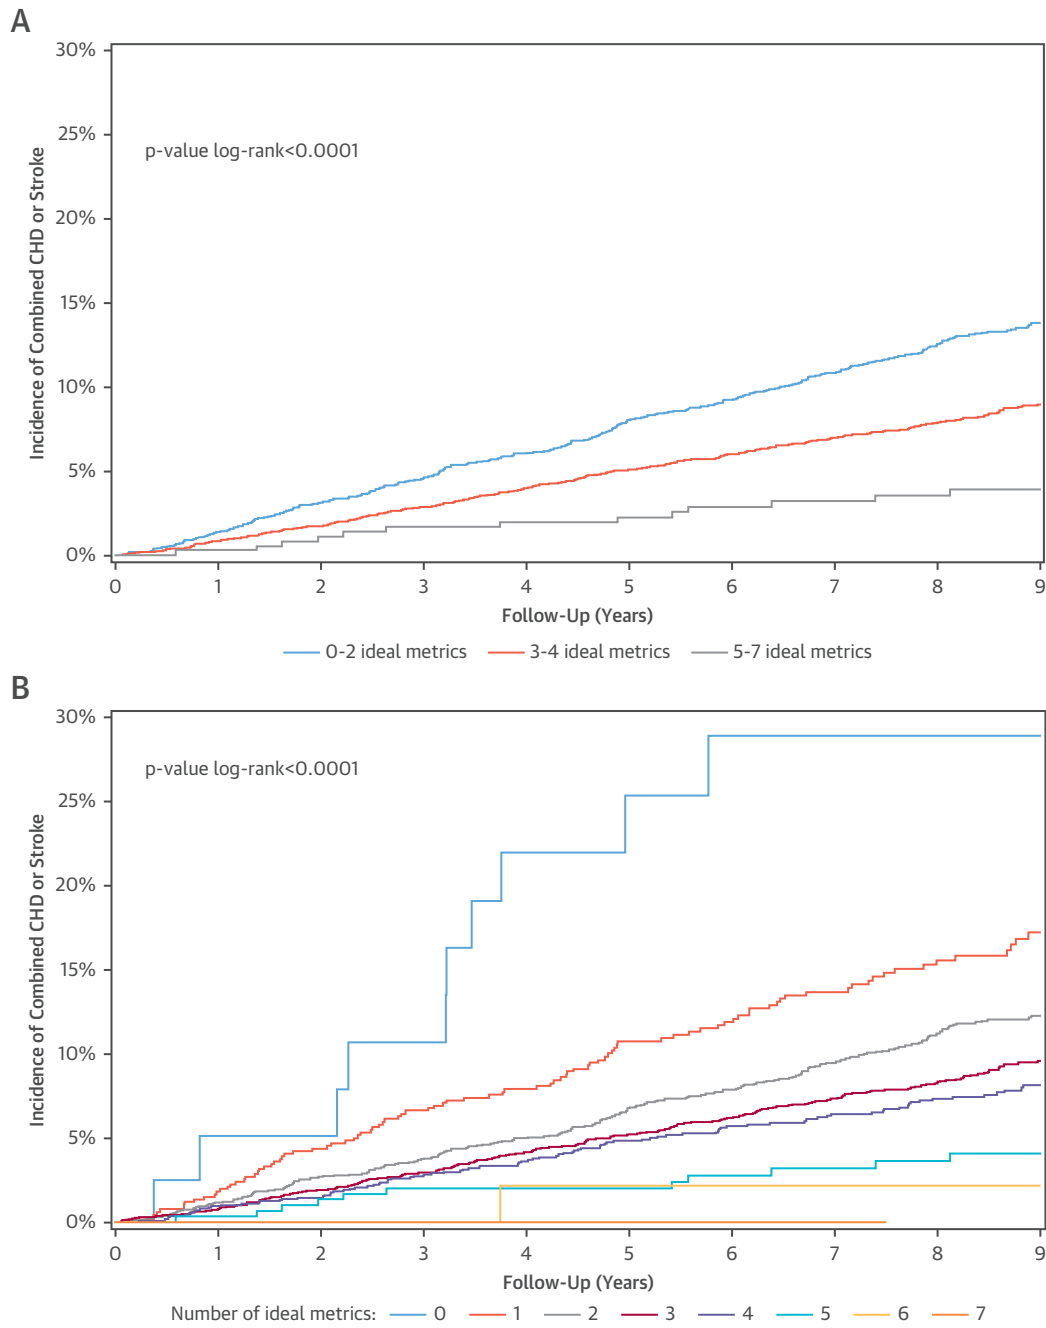 A
30%
25%
20%
15%
10%
5%
0%
Incidence of Combined CHD or Stroke
p-value log-rank<0.0001
0 1 2 3 4 5 6 7 8 9
Follow-Up (Years)
0-2 ideal metrics 3-4 ideal metrics 5-7 ideal metrics
B
30%
25%
20%
15%
10%
5%
0%
Incidence of Combined CHD or Stroke
p-value log-rank<0.0001
0 1 2 3 4 5 6 7 8 9
Follow-Up (Years)
Number of ideal metrics: 0 1 2 3 4 5 6 7